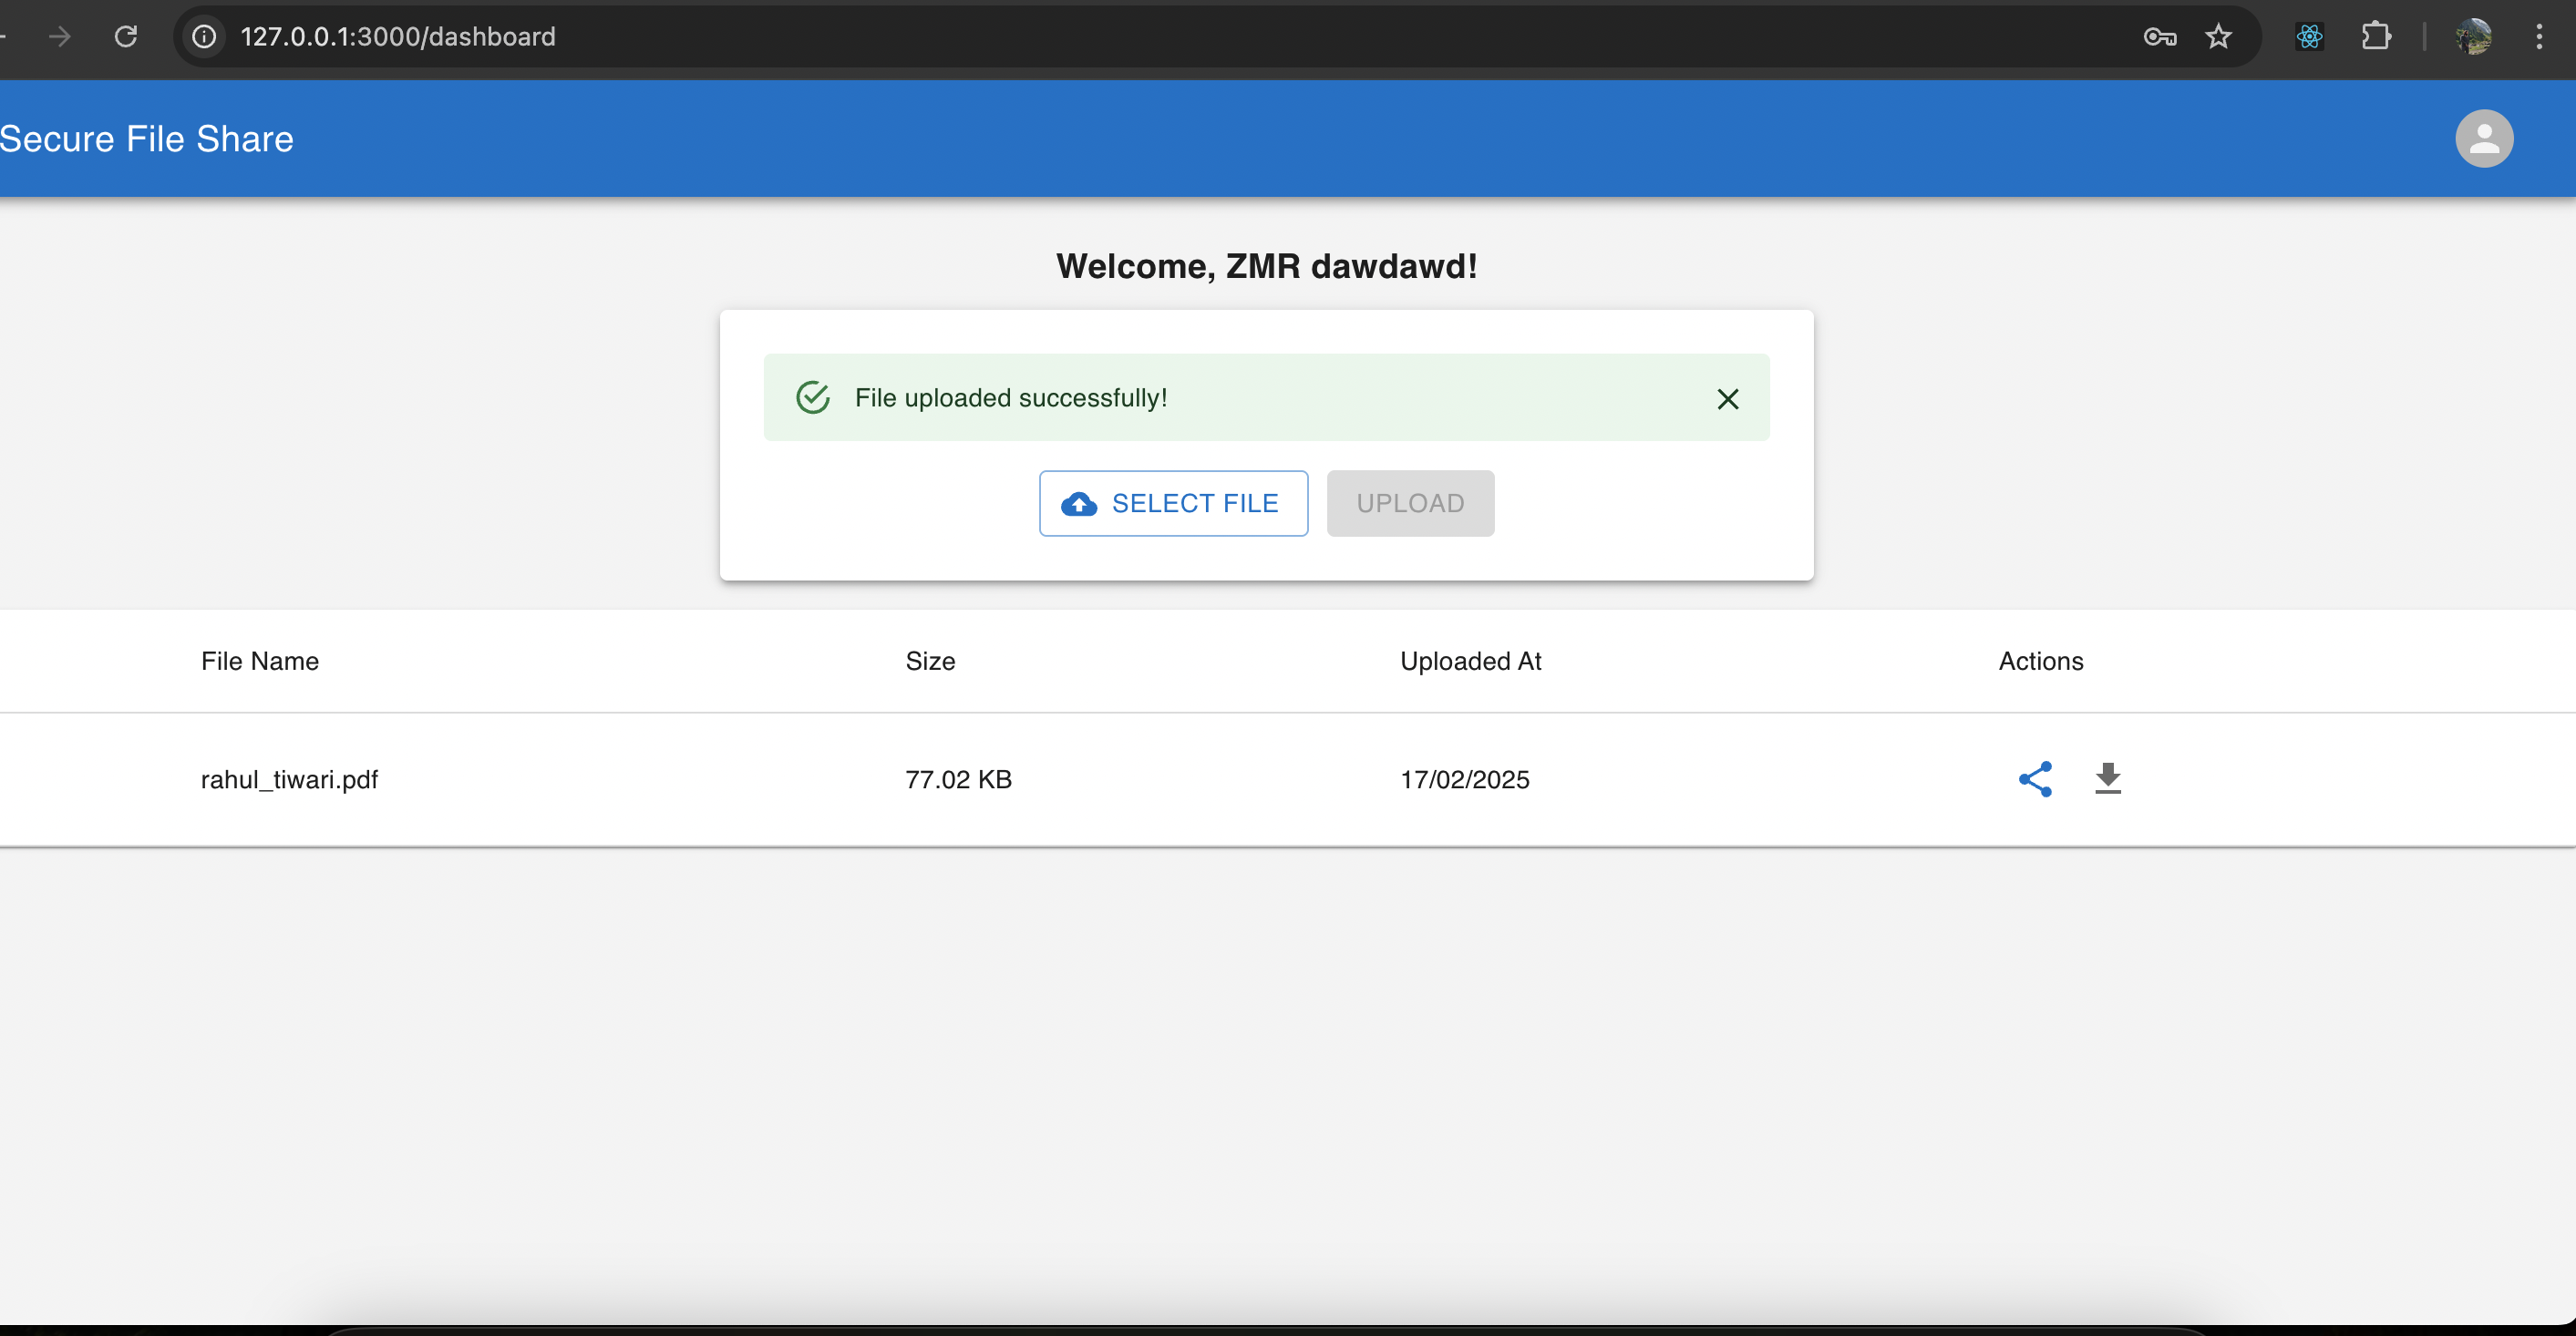 127.0.0.1:3000/dashboard
Secure File Share
Welcome, ZMR dawdawd!
File uploaded successfully!
SELECT FILE UPLOAD
File Name Size Uploaded At Actions
rahul_tiwari.pdf 77.02 KB 17/02/2025